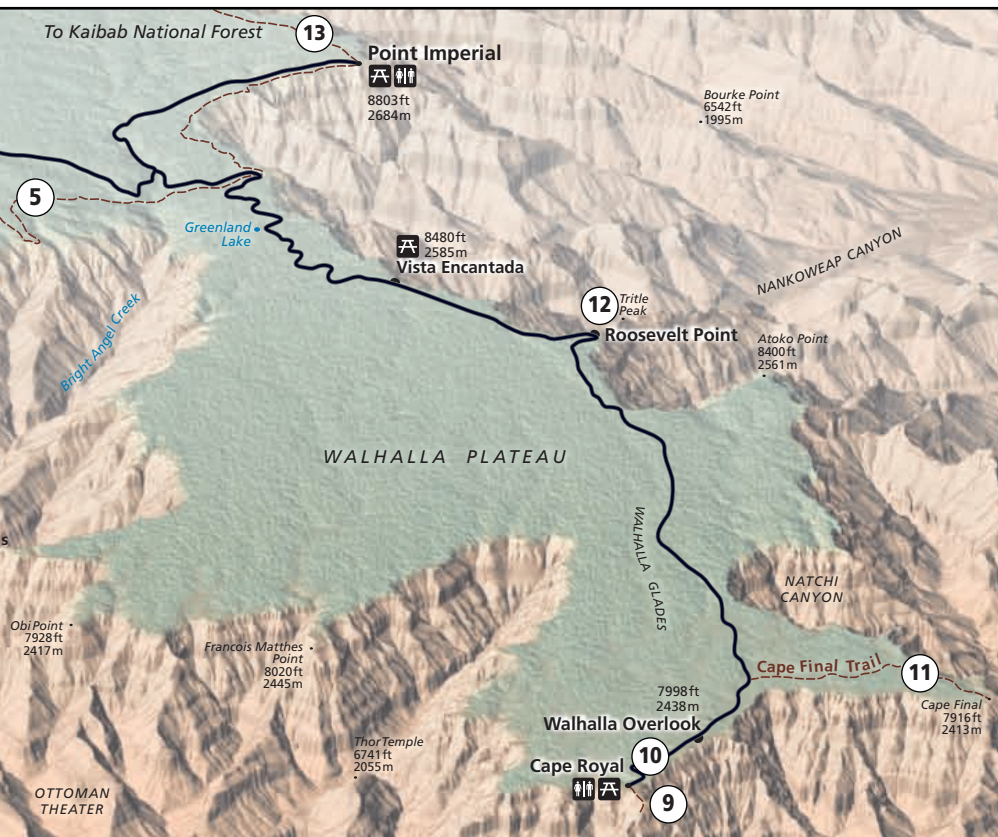 To Kaibab National Forest
13
Point Imperial
8803ft
2684m
Bourke Point
6542ft
1995m
5
Greenland
Lake
8480ft
2585m
Vista Encantada
NANKOWEAP CANYON
12
Tritle
Peak
Roosevelt Point
Atoko Point
8400ft
2561m
Bright Angel Creek
WALHALLA PLATEAU
WALHALLA GLADES
s
NATCHI
CANYON
Obi Point
7928ft
2417m
Francois Matthes
Point
8020ft
2445m
Cape Final Trail
11
Cape Final
7916ft
2413m
7998ft
2438m
Walhalla Overlook
Thor Temple
6741ft
2055m
10
Cape Royal
9
OTTOMAN
THEATER